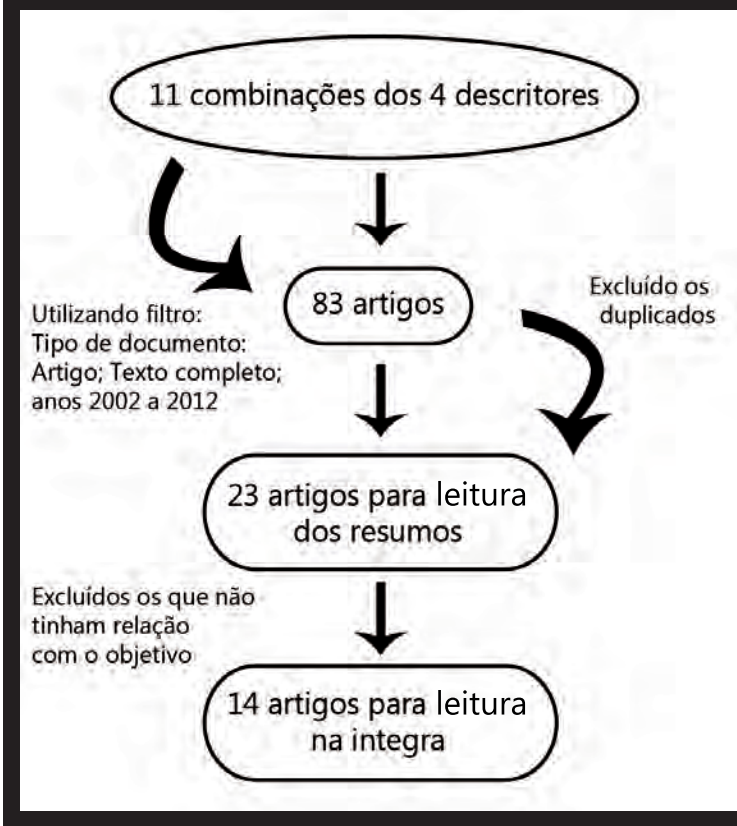 11 combinações dos 4 descritores
Utilizando filtro:
Tipo de documento:
Artigo; Texto completo;
anos 2002 a 2012
83 artigos
Excluído os
duplicados
23 artigos para leitura
dos resumos
Excluídos os que não
tinham relação
com o objetivo
14 artigos para leitura
na integra